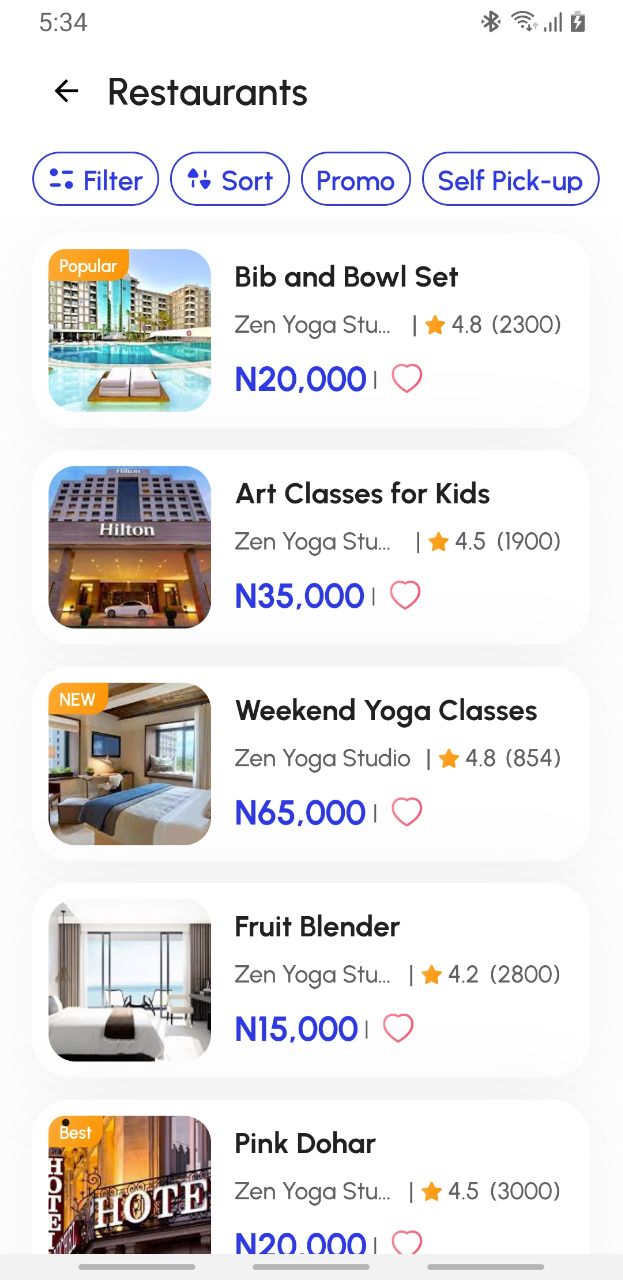 5:34
Restaurants
Filter
Sort
Promo
Self Pick-up
Popular
Bib and Bowl Set
Zen Yoga Stu... | 4.8 (2300)
N20,000 |
Hilton
Hilton
Art Classes for Kids
Zen Yoga Stu... | 4.5 (1900)
N35,000 |
NEW
Weekend Yoga Classes
Zen Yoga Studio | 4.8 (854)
N65,000 |
Fruit Blender
Zen Yoga Stu... | 4.2 (2800)
N15,000 |
Best
HOTEL
HOTE
Pink Dohar
Zen Yoga Stu... | 4.5 (3000)
N20,000 |